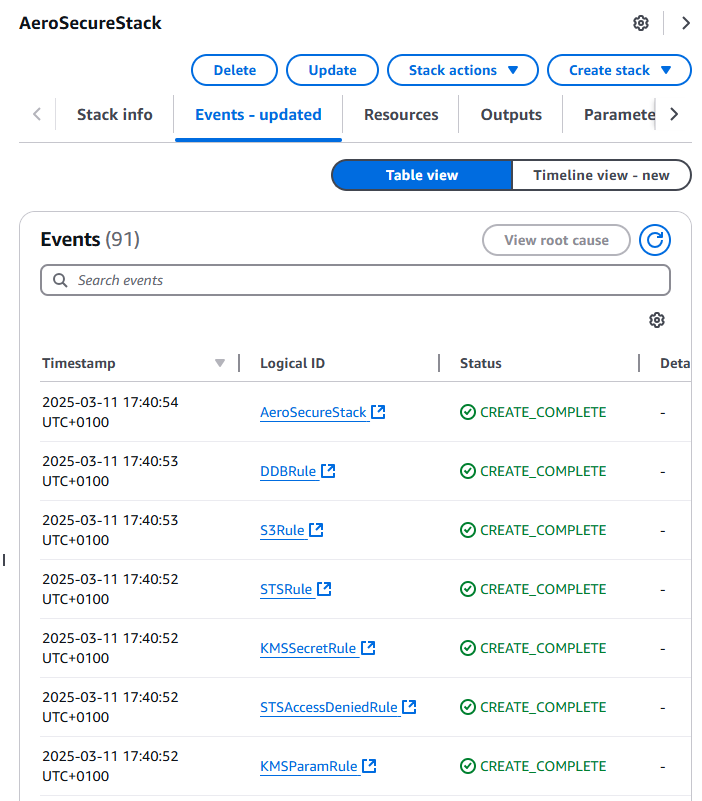 AeroSecureStack
Delete Update Stack actions Create stack
Stack info Events - updated Resources Outputs Paramete
Table view Timeline view - new
Events (91) View root cause
Search events
Timestamp Logical ID Status Deta
2025-03-11 17:40:54
UTC+0100
AeroSecureStack CREATE_COMPLETE -
2025-03-11 17:40:53
UTC+0100
DDBRule CREATE_COMPLETE -
2025-03-11 17:40:53
UTC+0100
S3Rule CREATE_COMPLETE -
2025-03-11 17:40:52
UTC+0100
STSRule CREATE_COMPLETE -
2025-03-11 17:40:52
UTC+0100
KMSSecretRule CREATE_COMPLETE -
2025-03-11 17:40:52
UTC+0100
STSAccessDeniedRule CREATE_COMPLETE -
2025-03-11 17:40:52
UTC+0100
KMSParamRule CREATE_COMPLETE -